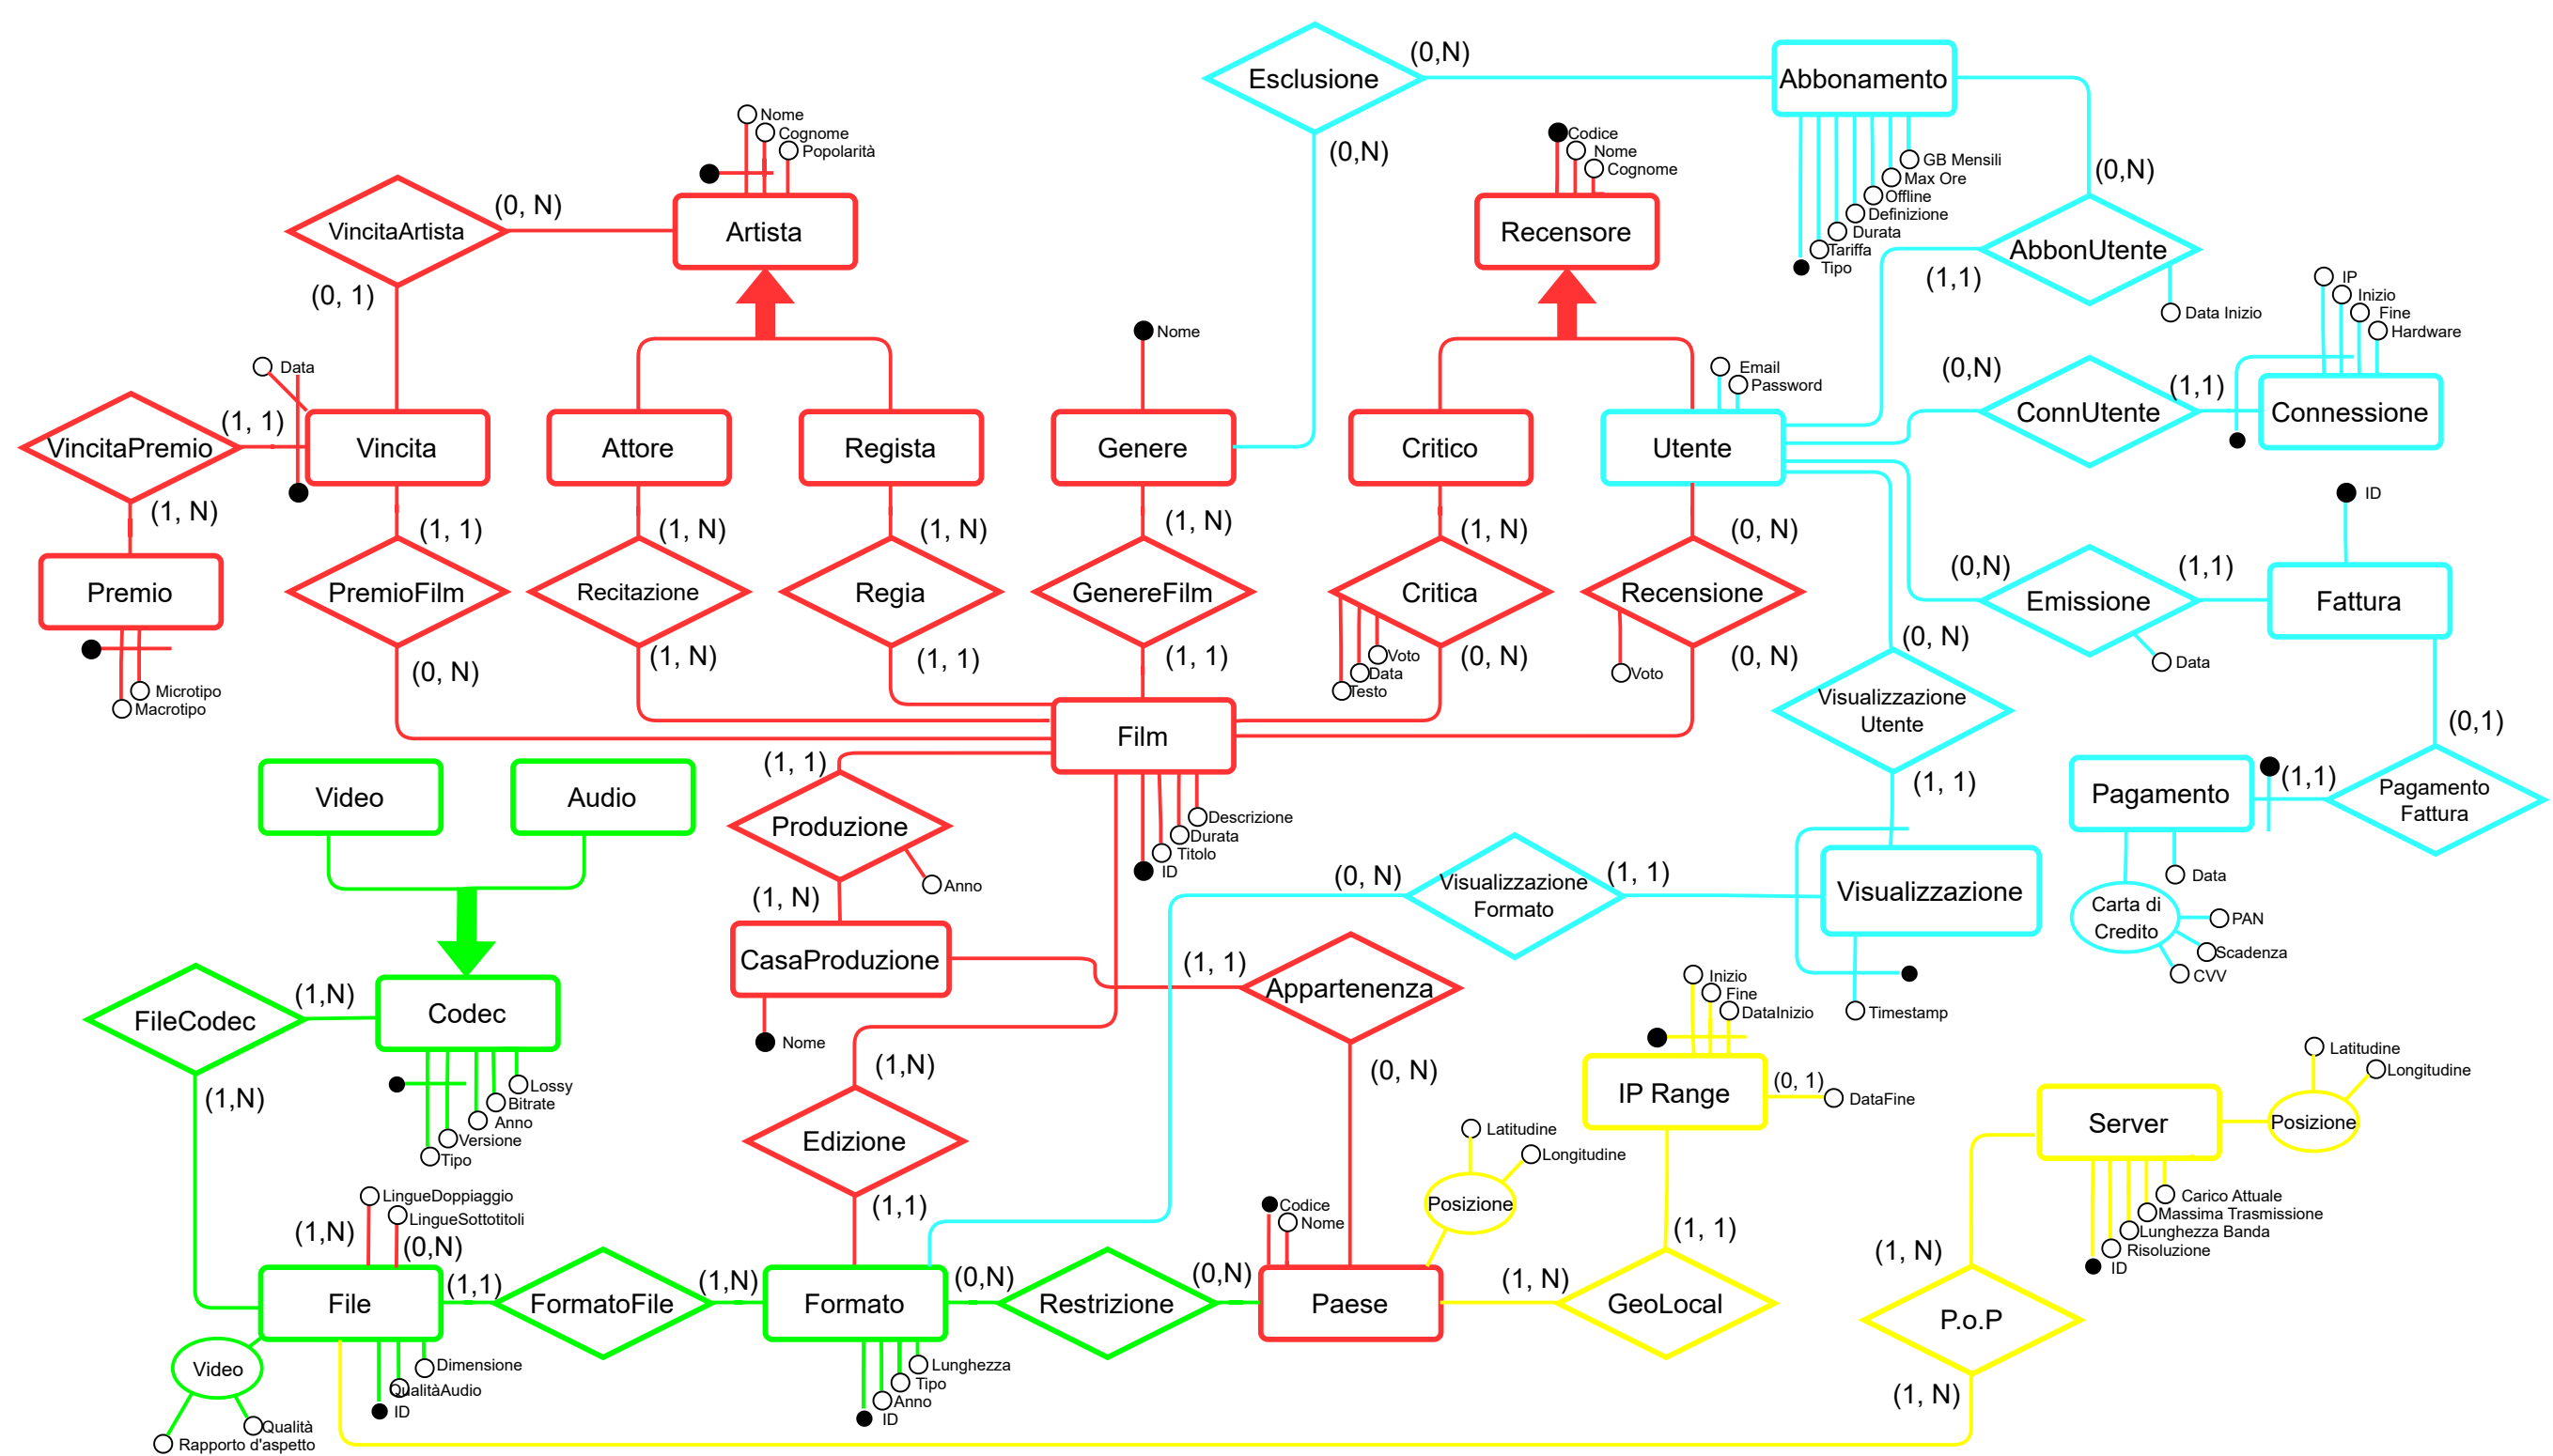 Esclusione
(0,N)
(0,N)
Abbonamento
GB Mensili
Max Ore
Offline
Definizione
Durata
Tariffa
Tipo
(0,N)
AbbonUtente
(1,1)
Data Inizio
Nome
Cognome
Popolarità
Artista
VincitaArtista
(0, N)
(0, 1)
Codice
Nome
Cognome
Recensore
IP
Inizio
Fine
Hardware
Connessione
(0,N)
ConnUtente
(1,1)
Data
VincitaPremio
(1, 1)
(1, N)
Vincita
Attore
Regista
Nome
Genere
Critico
Email
Password
Utente
Premio
Microtipo
Macrotipo
(1, 1)
PremioFilm
(0, N)
(1, N)
Recitazione
(1, N)
(1, N)
Regia
(1, 1)
(1, N)
GenereFilm
(1, 1)
(1, N)
Critica
(0, N)
Voto
Data
Testo
(0, N)
Recensione
(0, N)
Voto
(0,N)
Emissione
(1,1)
Data
ID
Fattura
(0, N)
Visualizzazione
Utente
(1, 1)
(0,1)
Pagamento
Fattura
(1,1)
Pagamento
Data
Carta di
Credito
PAN
Scadenza
CVV
Film
Descrizione
Durata
Titolo
ID
Video
Audio
(1, 1)
Produzione
Anno
(1, N)
CasaProduzione
Nome
(0, N)
Visualizzazione
Formato
(1, 1)
Visualizzazione
Timestamp
(1, 1)
Appartenenza
(0, N)
FileCodec
(1,N)
(1,N)
Codec
Lossy
Bitrate
Anno
Versione
Tipo
(1,N)
Edizione
(1,1)
Inizio
Fine
DataInizio
IP Range
(0, 1)
DataFine
(1, 1)
Latitudine
Longitudine
Posizione
Server
Latitudine
Longitudine
Posizione
Carico Attuale
Massima Trasmissione
Lunghezza Banda
Risoluzione
ID
LingueDoppiaggio
LingueSottotitoli
(1,N)
(0,N)
File
(1,1)
FormatoFile
(1,N)
Formato
(0,N)
Restrizione
(0,N)
Codice
Nome
Paese
(1, N)
GeoLocal
(1, N)
P.o.P
(1, N)
Video
Qualità
Rapporto d'aspetto
Dimensione
QualitàAudio
ID
Lunghezza
Tipo
Anno
ID